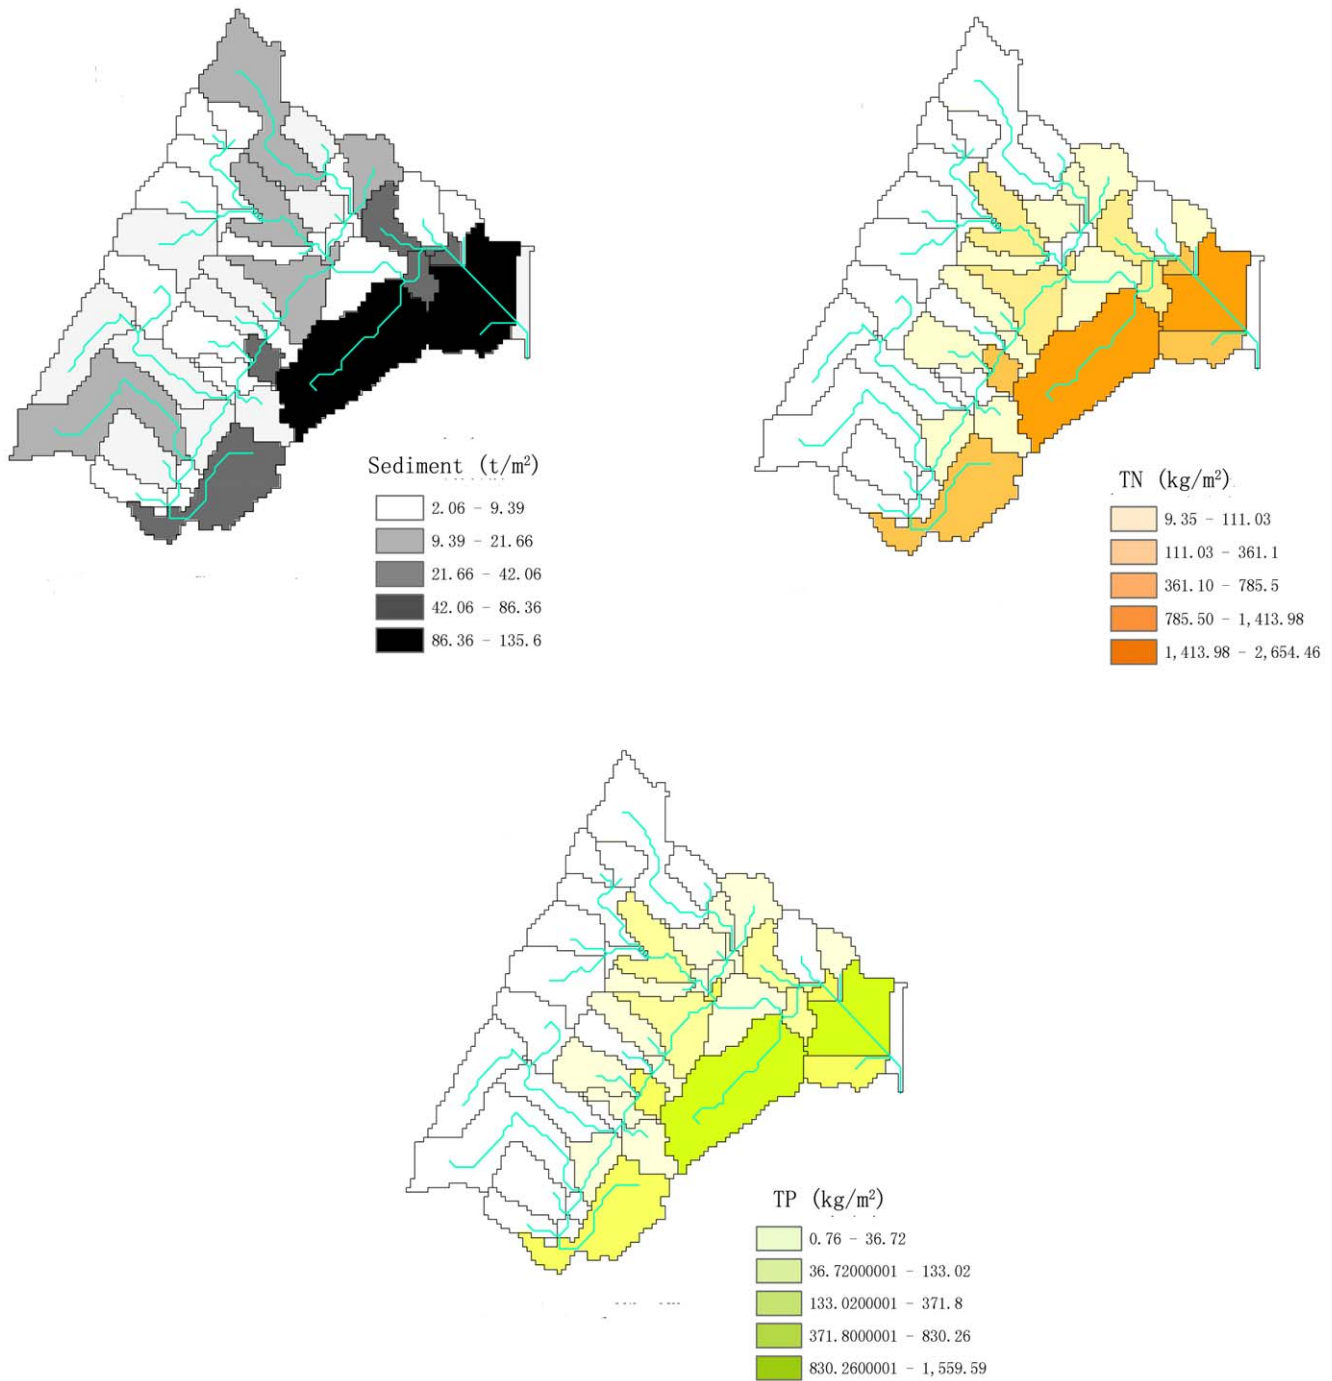 Sediment (t/m²)
2.06 - 9.39
9.39 - 21.66
21.66 - 42.06
42.06 - 86.36
86.36 - 135.6
TN (kg/m²)
9.35 - 111.03
111.03 - 361.1
361.10 - 785.5
785.50 - 1,413.98
1,413.98 - 2,654.46
TP (kg/m²)
0.76 - 36.72
36.72000001 - 133.02
133.0200001 - 371.8
371.8000001 - 830.26
830.2600001 - 1,559.59